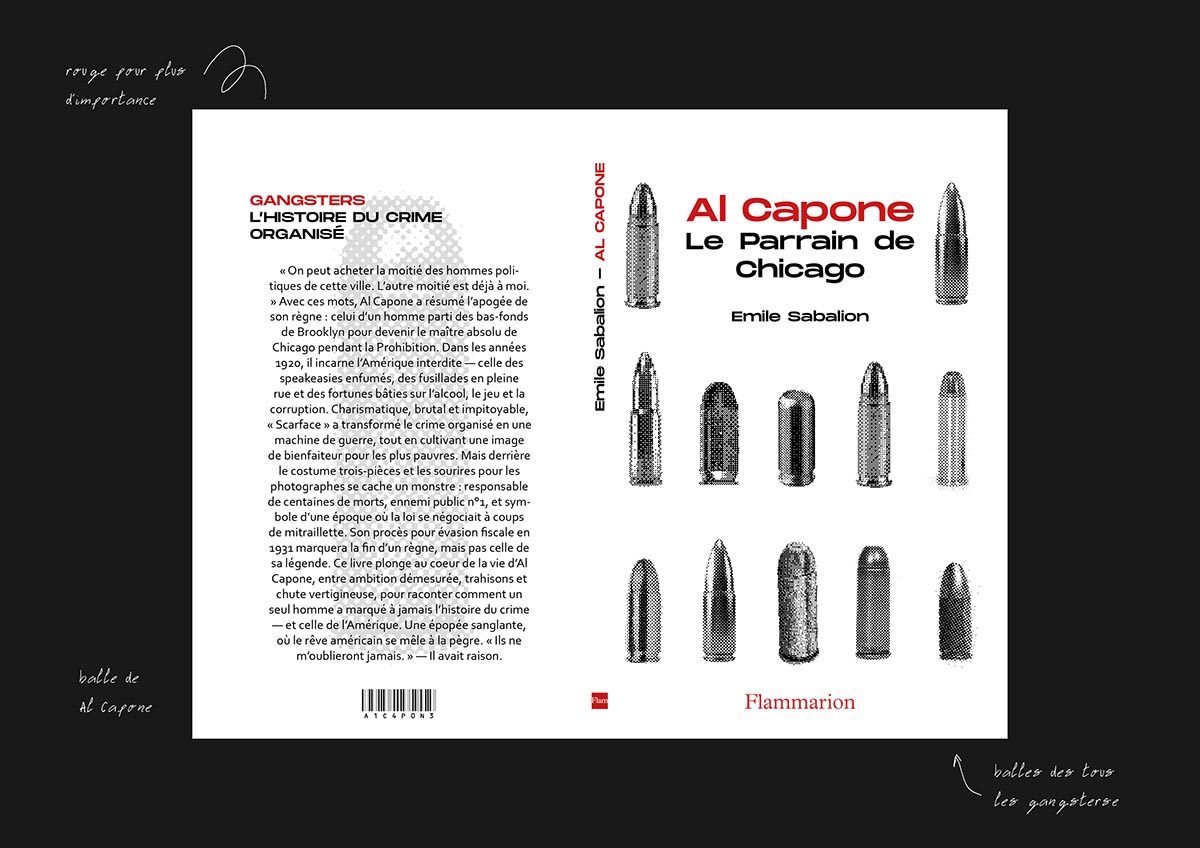 rouge pour plus
d'importance
GANGSTERS
L'HISTOIRE DU CRIME
ORGANISÉ
« On peut acheter la moitié des hommes poli-
tiques de cette ville. L'autre moitié est déjà à moi.
» Avec ces mots, Al Capone a résumé l'apogée de
son règne : celui d'un homme parti des bas-fonds
de Brooklyn pour devenir le maître absolu de
Chicago pendant la Prohibition. Dans les années
1920, il incarne l'Amérique interdite — celle des
speakeasies enfumés, des fusillades en pleine
rue et des fortunes bâties sur l'alcool, le jeu et la
corruption. Charismatique, brutal et impitoyable,
« Scarface » a transformé le crime organisé en une
machine de guerre, tout en cultivant une image
de bienfaiteur pour les plus pauvres. Mais derrière
le costume trois-pièces et les sourires pour les
photographes se cache un monstre : responsable
de centaines de morts, ennemi public n°1, et sym-
bole d'une époque où la loi se négociait à coups
de mitraillette. Son procès pour évasion fiscale en
1931 marquera la fin d'un règne, mais pas celle de
sa légende. Ce livre plonge au coeur de la vie d'Al
Capone, entre ambition démesurée, trahisons et
chute vertigineuse, pour raconter comment un
seul homme a marqué à jamais l'histoire du crime
— et celle de l'Amérique. Une épopée sanglante,
où le rêve américain se mêle à la pègre. « Ils ne
m'oublieront jamais. » — Il avait raison.
A1C4PON3
Emile Sabalion — AL CAPONE
Flam
Al Capone
Le Parrain de
Chicago
Emile Sabalion
Flammarion
balle de
Al Capone
balles des tous
les gangsterse